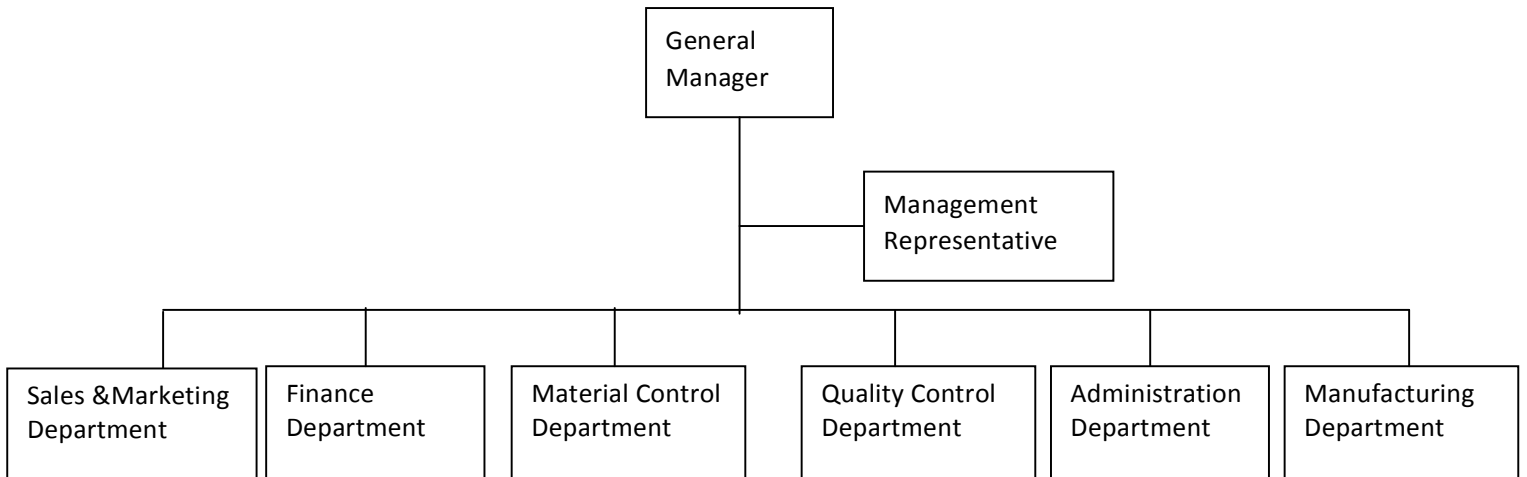 General
Manager
Management
Representative
Sales &Marketing
Department
Finance
Department
Material Control
Department
Quality Control
Department
Administration
Department
Manufacturing
Department